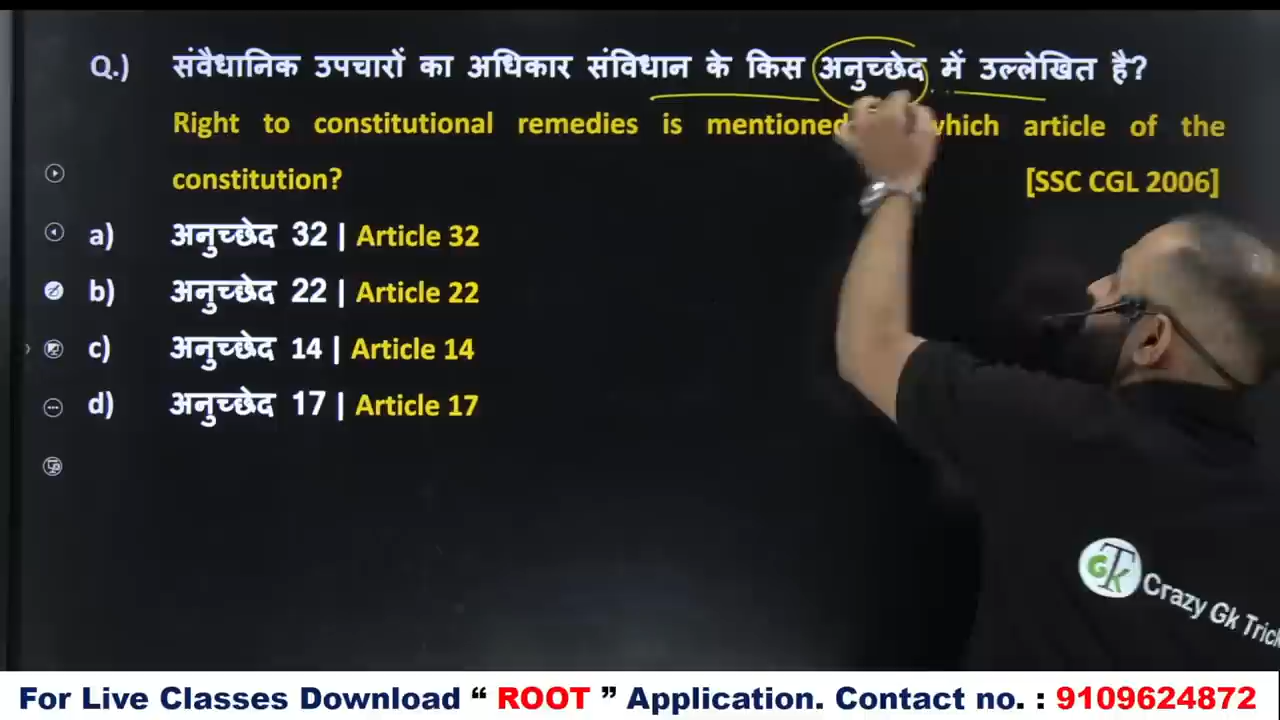 Q.) संवैधानिक उपचारों का अधिकार संविधान के किस अनुच्छेद में उल्लेखित है?
Right to constitutional remedies is mentioned which article of the
constitution? [SSC CGL 2006]
a) अनुच्छेद 32 | Article 32
b) अनुच्छेद 22 | Article 22
c) अनुच्छेद 14 | Article 14
d) अनुच्छेद 17 | Article 17
GTK Crazy Gk Trick
For Live Classes Download “ ROOT ” Application. Contact no. : 9109624872